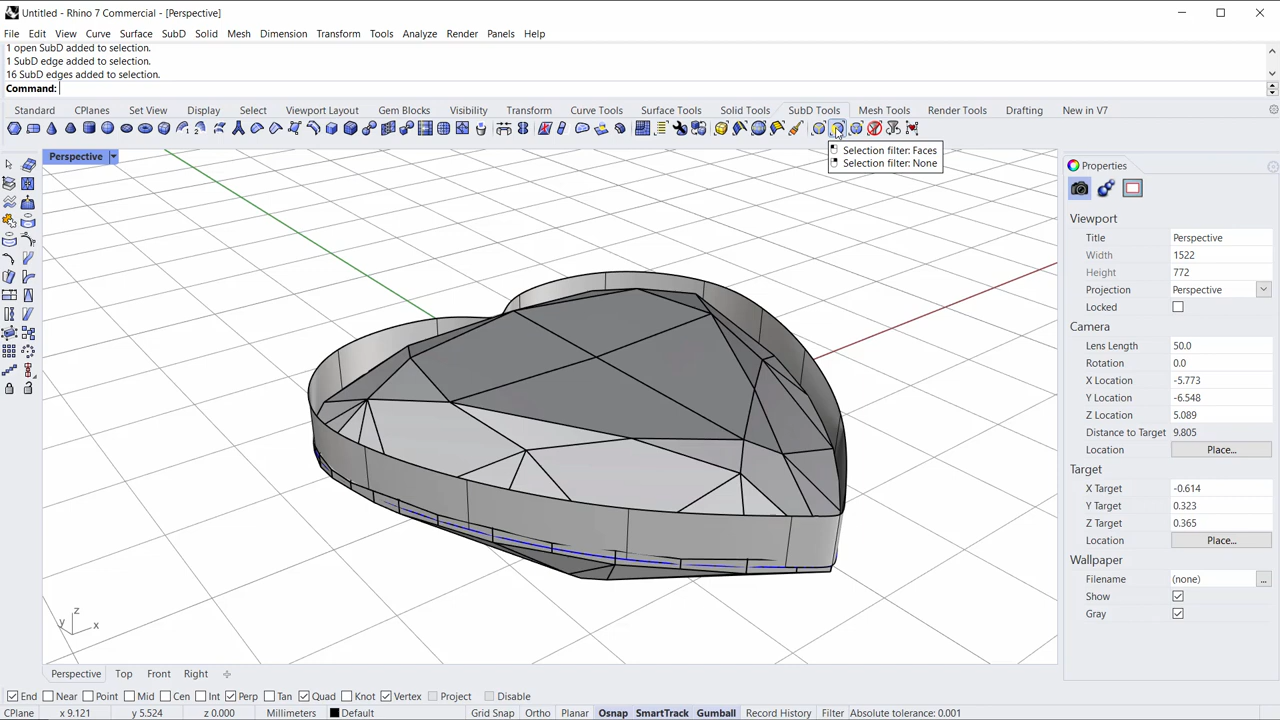 Untitled - Rhino 7 Commercial - [Perspective]
File Edit View Curve Surface SubD Solid Mesh Dimension Transform Tools Analyze Render Panels Help
1 open SubD added to selection.
1 SubD edge added to selection.
16 SubD edges added to selection.
Command:
Standard CPlanes Set View Display Select Viewport Layout Gem Blocks Visibility Transform Curve Tools Surface Tools Solid Tools SubD Tools Mesh Tools Render Tools Drafting New in V7
Selection filter: Faces
Selection filter: None
Perspective
Properties
Viewport
Title Perspective
Width 1522
Height 772
Projection Perspective
Locked
Camera
Lens Length 50.0
Rotation 0.0
X Location -5.773
Y Location -6.548
Z Location 5.089
Distance to Target 9.805
Location Place...
Target
X Target -0.614
Y Target 0.323
Z Target 0.365
Location Place...
Wallpaper
Filename (none) ...
Show
Gray
z
y
x
Perspective Top Front Right
End Near Point Mid Cen Int Perp Tan Quad Knot Vertex Project Disable
CPlane x 9.121 y 5.524 z 0.000 Millimeters Default Grid Snap Ortho Planar Osnap SmartTrack Gumball Record History Filter Absolute tolerance: 0.001